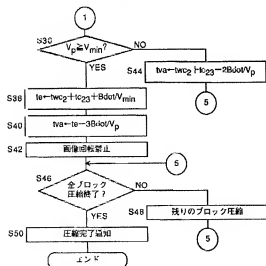 1
S30
Vp≧Vmin?
NO
YES
S44
tva←twc2+tc23−2Bdot/Vp
5
S38
te←twc2+tc23+Bdot/Vmin
S40
tva←te−3Bdot/Vp
S42
画像回転禁止
5
S46
全ブロック
圧縮終了?
NO
YES
S48
残りのブロック圧縮
5
S50
圧縮完了通知
エンド